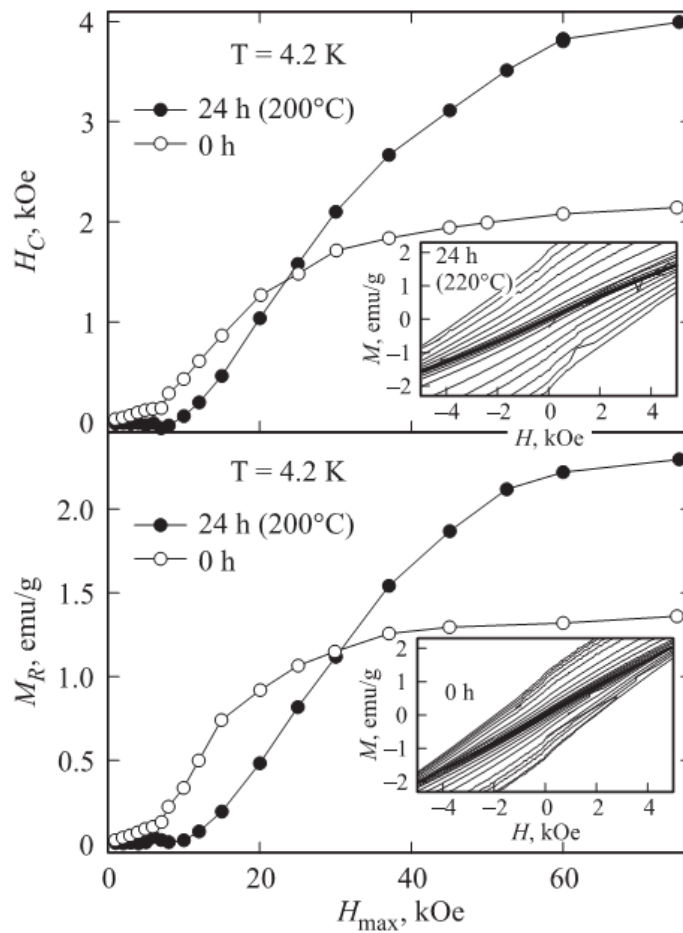 4
T = 4.2 K
24 h (200°C)
0 h
3
H_C, kOe
2
1
0
2
1
0
–1
–2
M, emu/g
24 h
(220°C)
–4 –2 0 2 4
H, kOe
T = 4.2 K
24 h (200°C)
0 h
2.0
1.5
1.0
0.5
0
M_R, emu/g
2
1
0
–1
–2
M, emu/g
0 h
–4 –2 0 2 4
H, kOe
0 20 40 60
H_max, kOe